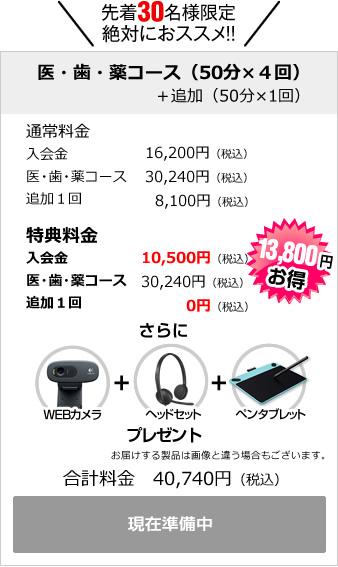 先着30名様限定
絶対におススメ!!
医・歯・薬コース（50分×４回）
＋追加（50分×1回）
通常料金
入会金 16,200円（税込）
医・歯・薬コース 30,240円（税込）
追加１回 8,100円（税込）
特典料金
入会金 10,500円（税込）
医・歯・薬コース 30,240円（税込）
追加１回 0円（税込）
13,800円
お得
さらに
WEBカメラ + ヘッドセット + ペンタブレット
プレゼント
お届けする製品は画像と違う場合もございます。
合計料金 40,740円（税込）
現在準備中